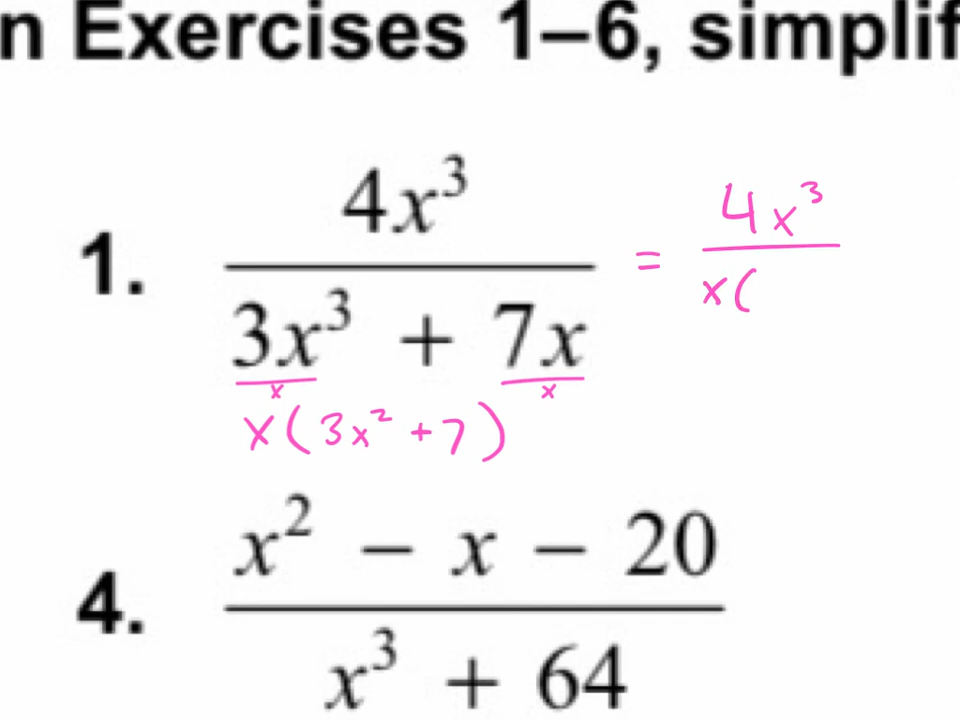 n Exercises 1–6, simplif
1. 4x³ / 3x³ + 7x = 4x³ / x(
x x
x(3x² + 7)
4. x² − x − 20 / x³ + 64